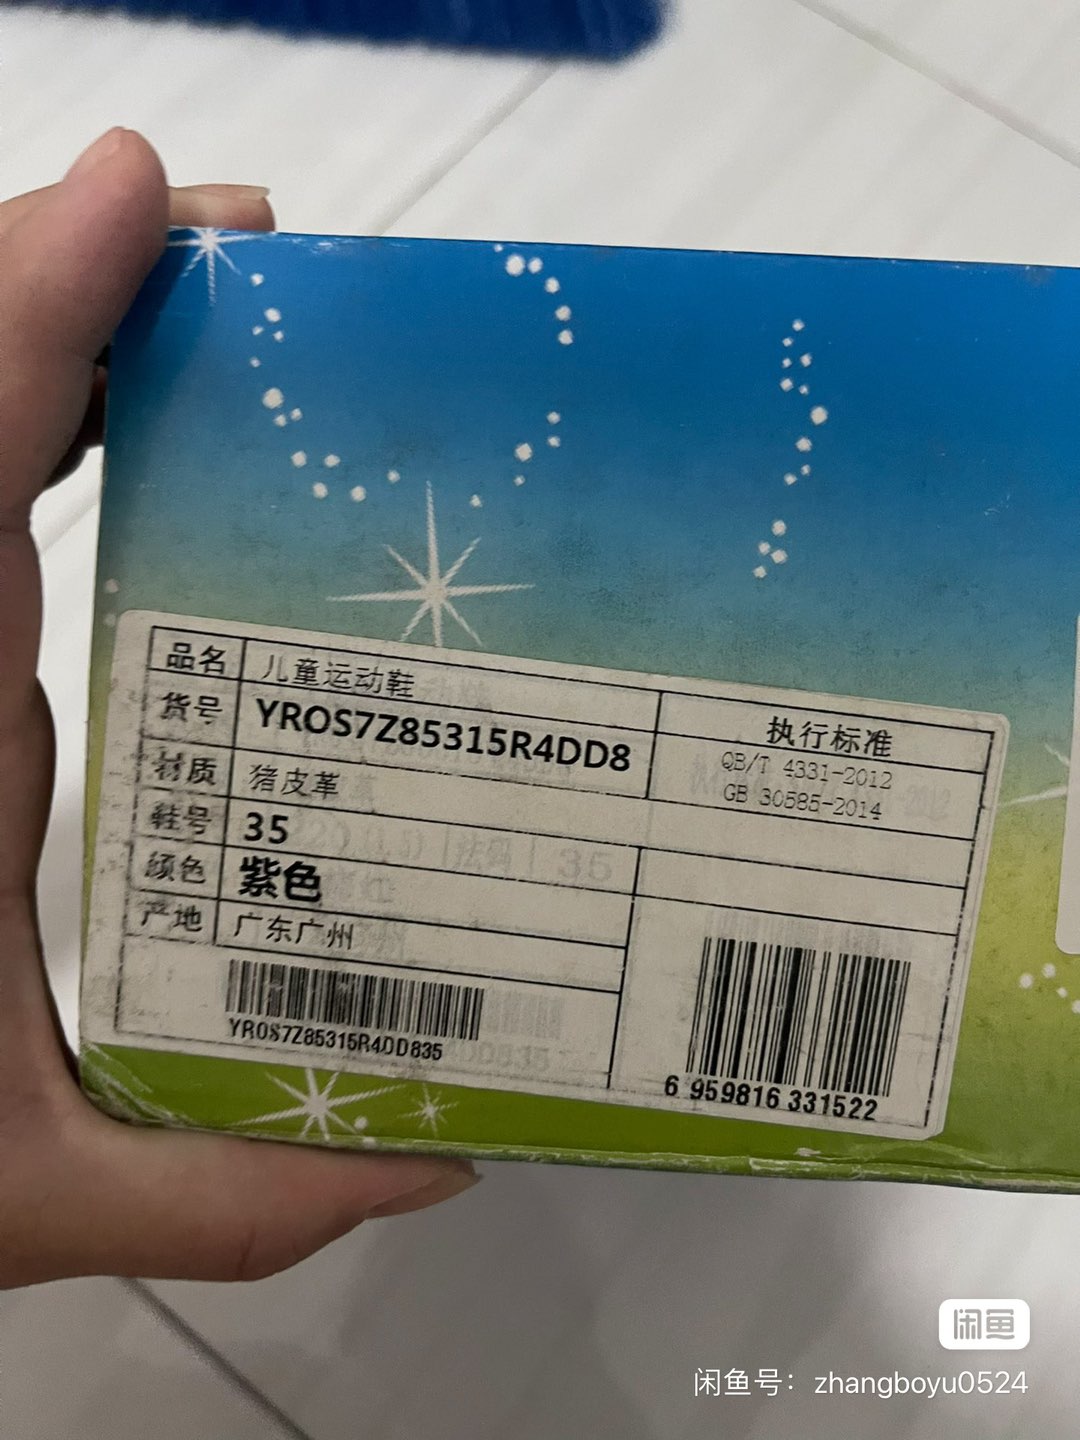 品名 儿童运动鞋
货号 YROS7Z85315R4DD8
执行标准
QB/T 4331-2012
GB 30585-2014
材质 猪皮革
鞋号 35
颜色 紫色
产地 广东广州
YROS7Z85315R4DD835
6 959816 331522
闲鱼
闲鱼号：zhangboyu0524